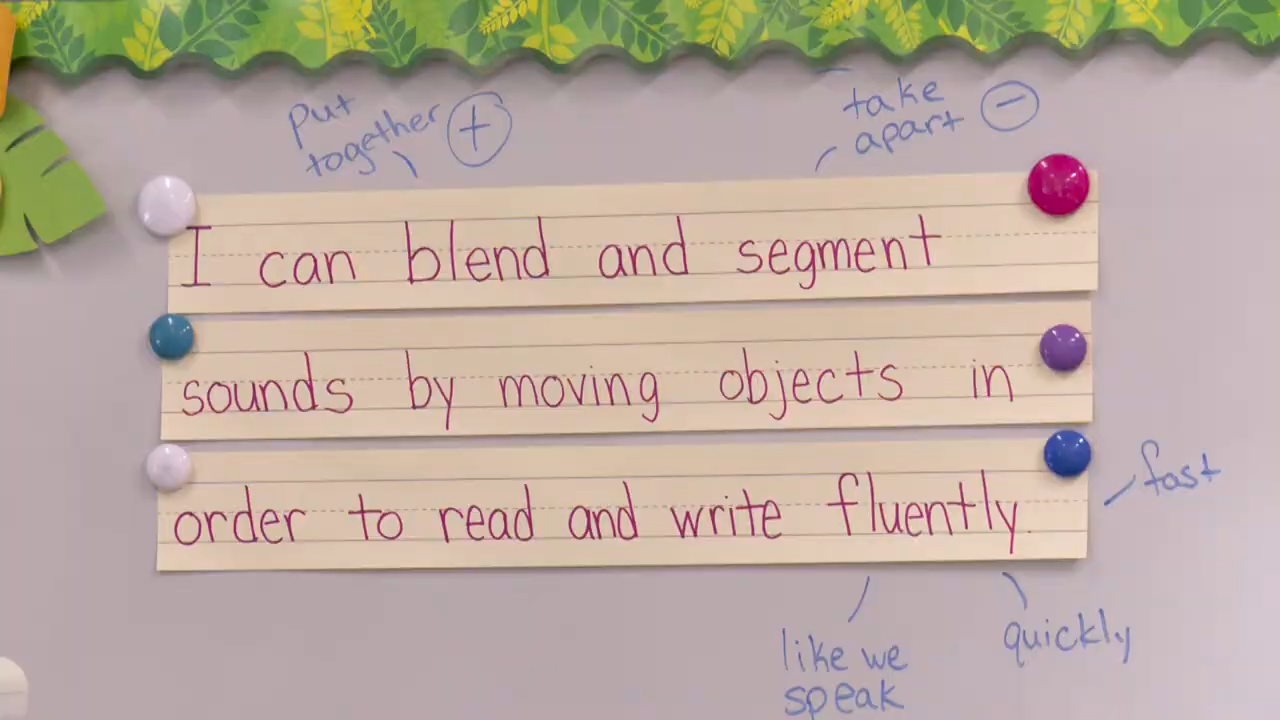 put
together +
take
apart −
I can blend and segment
sounds by moving objects in
order to read and write fluently.
fast
quickly
like we
speak